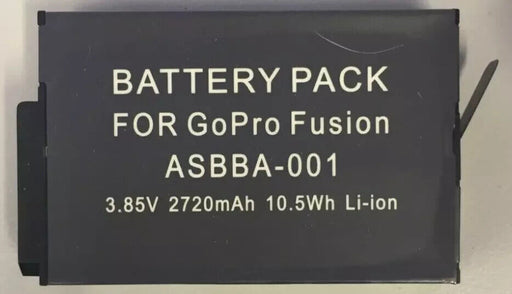 BATTERY PACK
FOR GoPro Fusion
ASBBA-001
3.85V 2720mAh 10.5Wh Li-ion